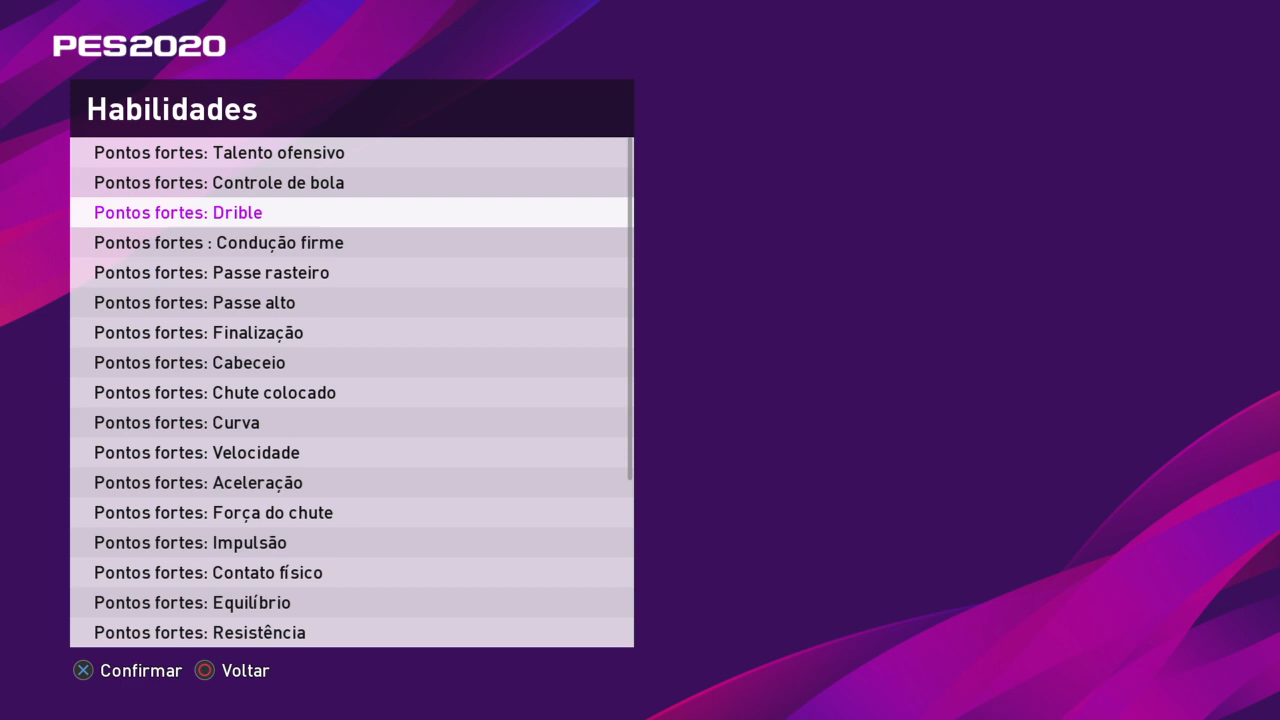 PES2020
Habilidades
Pontos fortes: Talento ofensivo
Pontos fortes: Controle de bola
Pontos fortes: Drible
Pontos fortes : Condução firme
Pontos fortes: Passe rasteiro
Pontos fortes: Passe alto
Pontos fortes: Finalização
Pontos fortes: Cabeceio
Pontos fortes: Chute colocado
Pontos fortes: Curva
Pontos fortes: Velocidade
Pontos fortes: Aceleração
Pontos fortes: Força do chute
Pontos fortes: Impulsão
Pontos fortes: Contato físico
Pontos fortes: Equilíbrio
Pontos fortes: Resistência
Confirmar Voltar